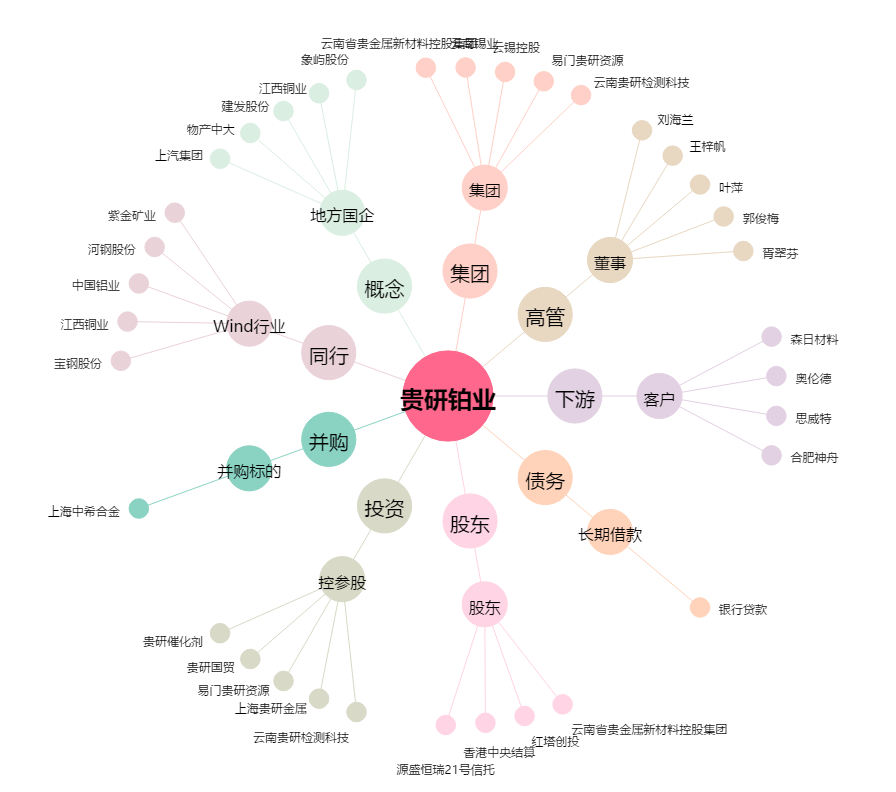 云南省贵金属新材料控股集团
云南锡业
云锡控股
易门贵研资源
云南贵研检测科技
集团
集团
象屿股份
江西铜业
建发股份
物产中大
上汽集团
地方国企
概念
刘海兰
王梓帆
叶萍
郭俊梅
胥翠芬
董事
高管
紫金矿业
河钢股份
中国铝业
江西铜业
宝钢股份
Wind行业
同行
贵研铂业
森日材料
奥伦德
思威特
合肥神舟
客户
下游
并购
并购标的
上海中希合金
投资
控参股
贵研催化剂
贵研国贸
易门贵研资源
上海贵研金属
云南贵研检测科技
股东
股东
源盛恒瑞21号信托
香港中央结算
红塔创投
云南省贵金属新材料控股集团
债务
长期借款
银行贷款